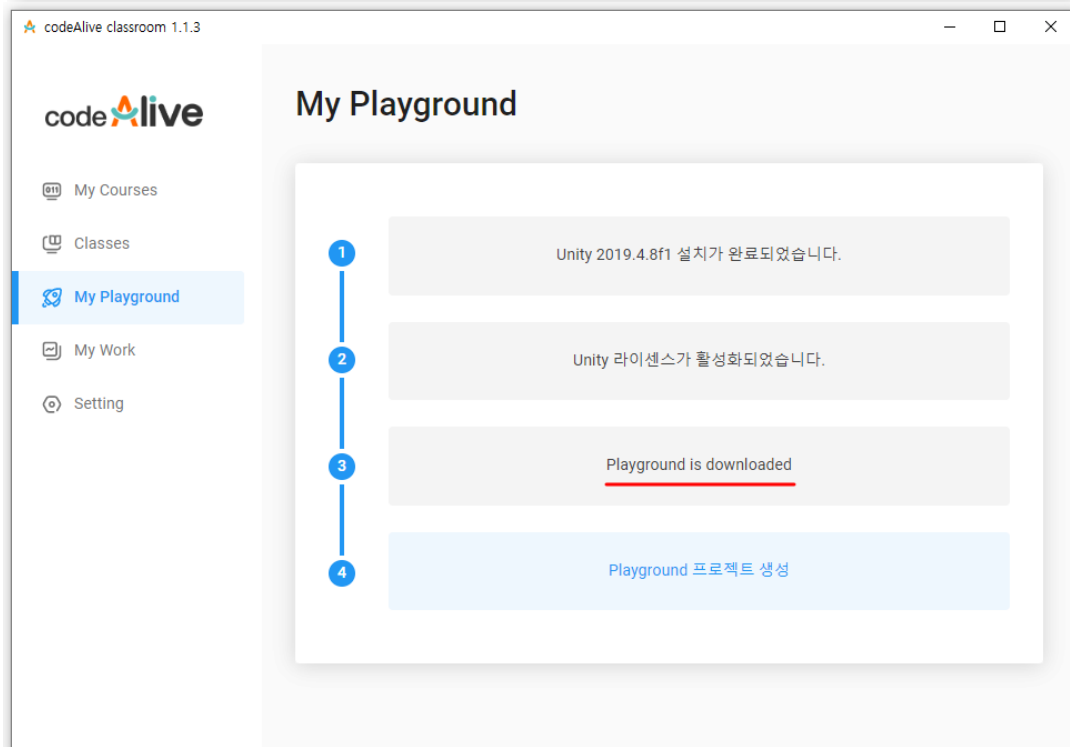 codeAlive classroom 1.1.3
codeAlive
My Playground
My Courses
Classes
My Playground
My Work
Setting
1
Unity 2019.4.8f1 설치가 완료되었습니다.
2
Unity 라이센스가 활성화되었습니다.
3
Playground is downloaded
4
Playground 프로젝트 생성